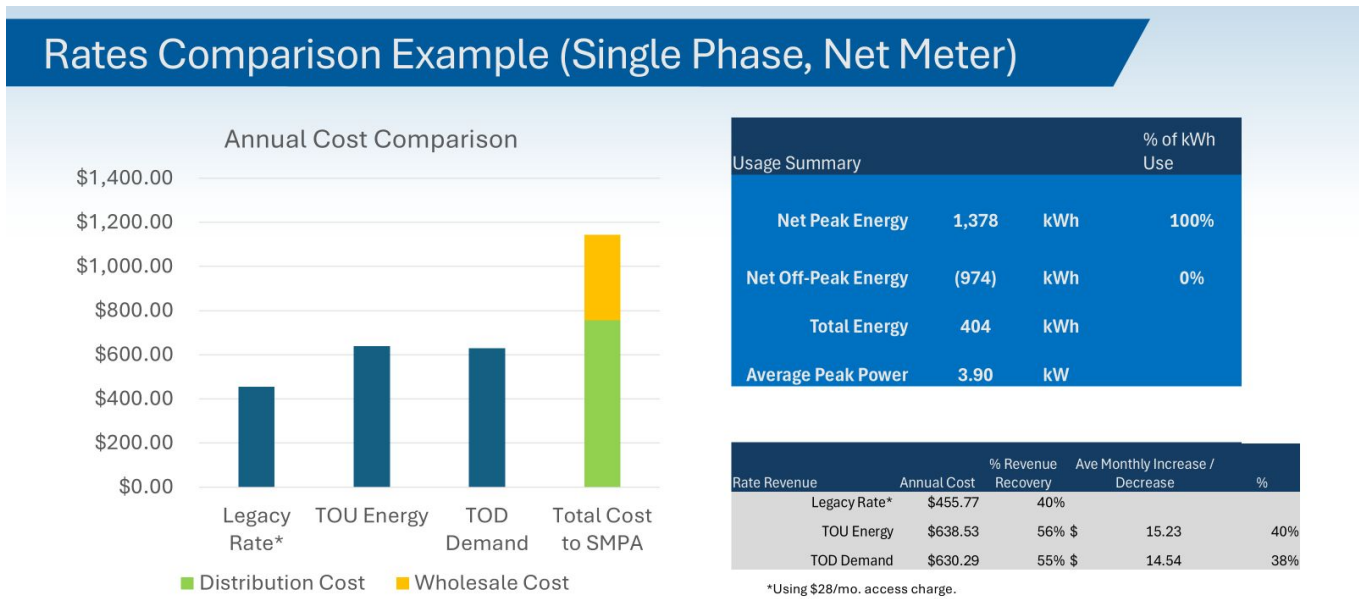 Rates Comparison Example (Single Phase, Net Meter)
Annual Cost Comparison
$1,400.00
$1,200.00
$1,000.00
$800.00
$600.00
$400.00
$200.00
$0.00
Legacy Rate*
TOU Energy
TOD Demand
Total Cost to SMPA
Distribution Cost
Wholesale Cost
Usage Summary % of kWh Use
Net Peak Energy 1,378 kWh 100%
Net Off-Peak Energy (974) kWh 0%
Total Energy 404 kWh
Average Peak Power 3.90 kW
Rate Revenue Annual Cost % Revenue Recovery Ave Monthly Increase / Decrease %
Legacy Rate* $455.77 40%
TOU Energy $638.53 56% $ 15.23 40%
TOD Demand $630.29 55% $ 14.54 38%
*Using $28/mo. access charge.